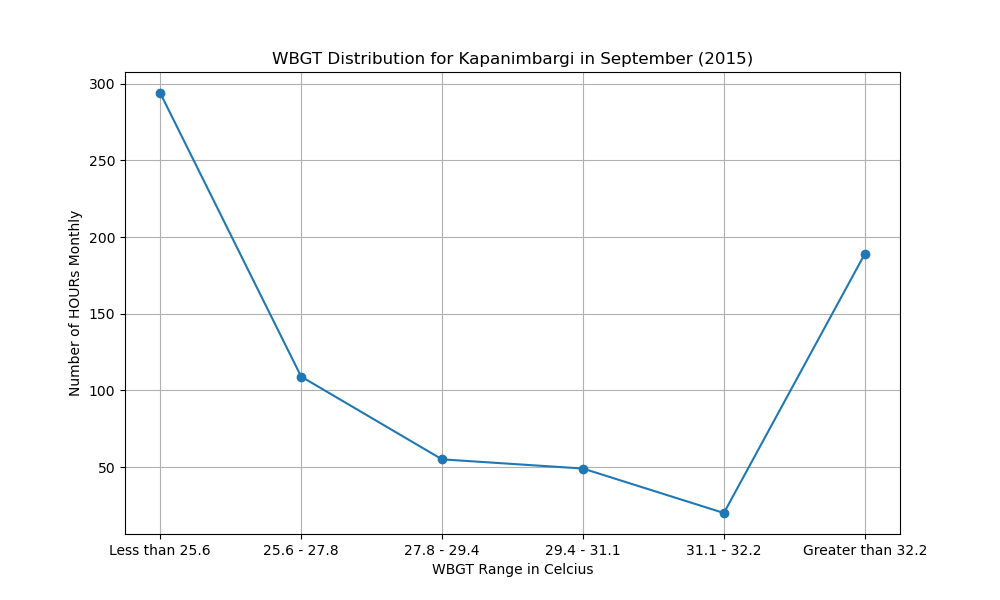 WBGT Distribution for Kapanimbargi in September (2015)
Number of HOURs Monthly
300
250
200
150
100
50
Less than 25.6
25.6 - 27.8
27.8 - 29.4
29.4 - 31.1
31.1 - 32.2
Greater than 32.2
WBGT Range in Celcius